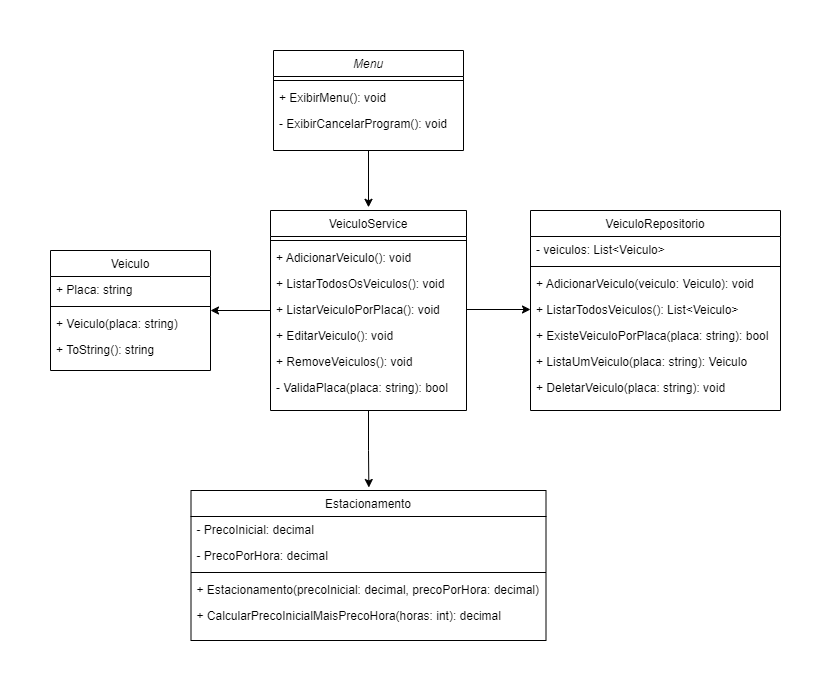 Menu
+ ExibirMenu(): void
- ExibirCancelarProgram(): void
VeiculoService
+ AdicionarVeiculo(): void
+ ListarTodosOsVeiculos(): void
+ ListarVeiculoPorPlaca(): void
+ EditarVeiculo(): void
+ RemoveVeiculos(): void
- ValidaPlaca(placa: string): bool
VeiculoRepositorio
- veiculos: List<Veiculo>
+ AdicionarVeiculo(veiculo: Veiculo): void
+ ListarTodosVeiculos(): List<Veiculo>
+ ExisteVeiculoPorPlaca(placa: string): bool
+ ListaUmVeiculo(placa: string): Veiculo
+ DeletarVeiculo(placa: string): void
Veiculo
+ Placa: string
+ Veiculo(placa: string)
+ ToString(): string
Estacionamento
- PrecoInicial: decimal
- PrecoPorHora: decimal
+ Estacionamento(precoInicial: decimal, precoPorHora: decimal)
+ CalcularPrecoInicialMaisPrecoHora(horas: int): decimal